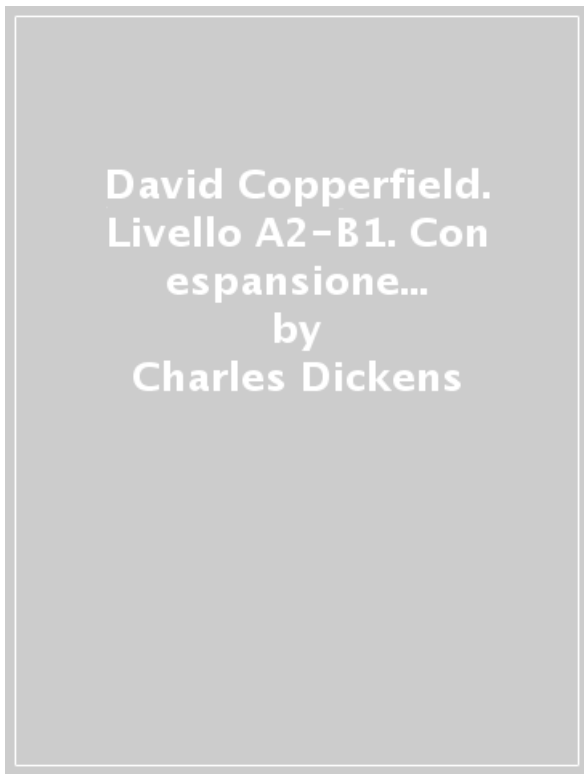 David Copperfield.
Livello A2-B1. Con
espansione...
by
Charles Dickens